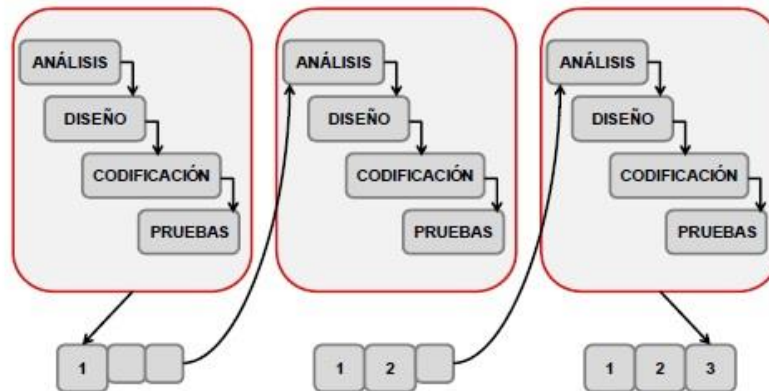 ANÁLISIS
DISEÑO
CODIFICACIÓN
PRUEBAS
ANÁLISIS
DISEÑO
CODIFICACIÓN
PRUEBAS
ANÁLISIS
DISEÑO
CODIFICACIÓN
PRUEBAS
1
1 2
1 2 3